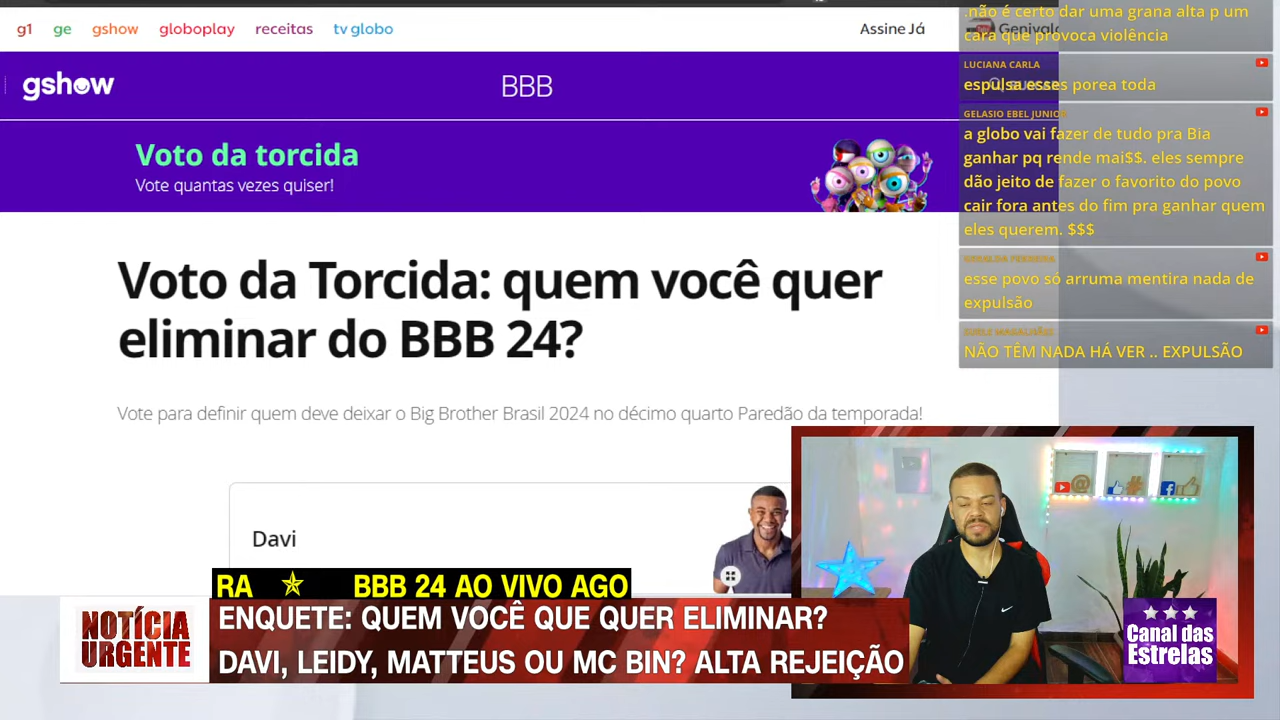 g1 ge gshow globoplay receitas tv globo Assine Já
gshow BBB
Voto da torcida
Vote quantas vezes quiser!
Voto da Torcida: quem você quer
eliminar do BBB 24?
Vote para definir quem deve deixar o Big Brother Brasil 2024 no décimo quarto Paredão da temporada!
Davi
.não é certo dar uma grana alta p um
cara que provoca violência
LUCIANA CARLA
espulsa esses porea toda
GELASIO EBEL JUNIOR
a globo vai fazer de tudo pra Bia
ganhar pq rende mai$$. eles sempre
dão jeito de fazer o favorito do povo
cair fora antes do fim pra ganhar quem
eles querem. $$$
esse povo só arruma mentira nada de
expulsão
NÃO TÊM NADA HÁ VER .. EXPULSÃO
RA BBB 24 AO VIVO AGO
NOTÍCIA
URGENTE
ENQUETE: QUEM VOCÊ QUE QUER ELIMINAR?
DAVI, LEIDY, MATTEUS OU MC BIN? ALTA REJEIÇÃO
Canal das
Estrelas